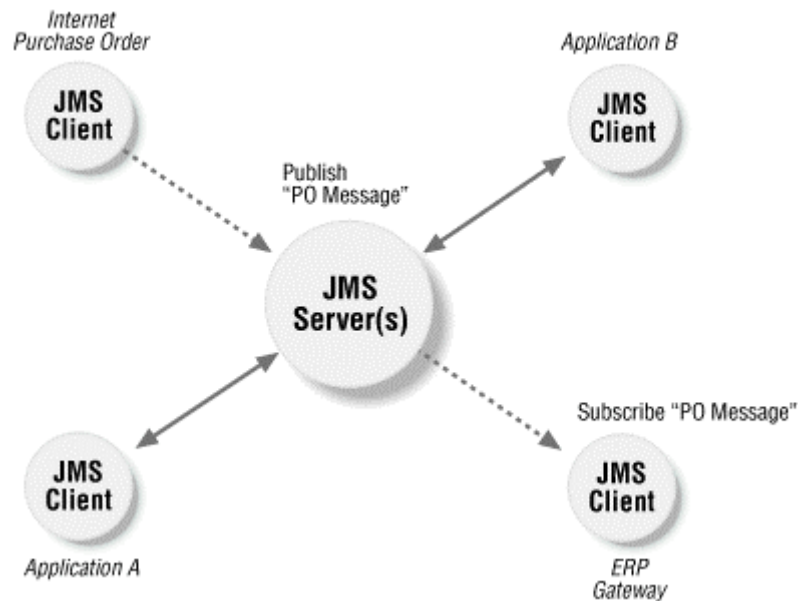 Internet
Purchase Order
JMS
Client
Application B
JMS
Client
Publish
“PO Message”
JMS
Server(s)
JMS
Client
Application A
Subscribe “PO Message”
JMS
Client
ERP
Gateway